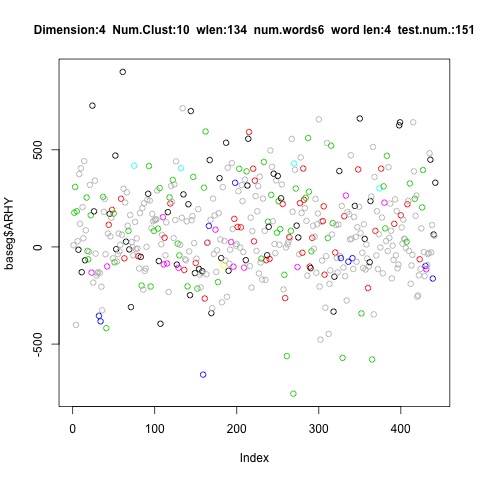 Dimension:4 Num.Clust:10 wlen:134 num.words6 word len:4 test.num.:151
500
0
-500
baseg$ARHY
0 100 200 300 400
Index